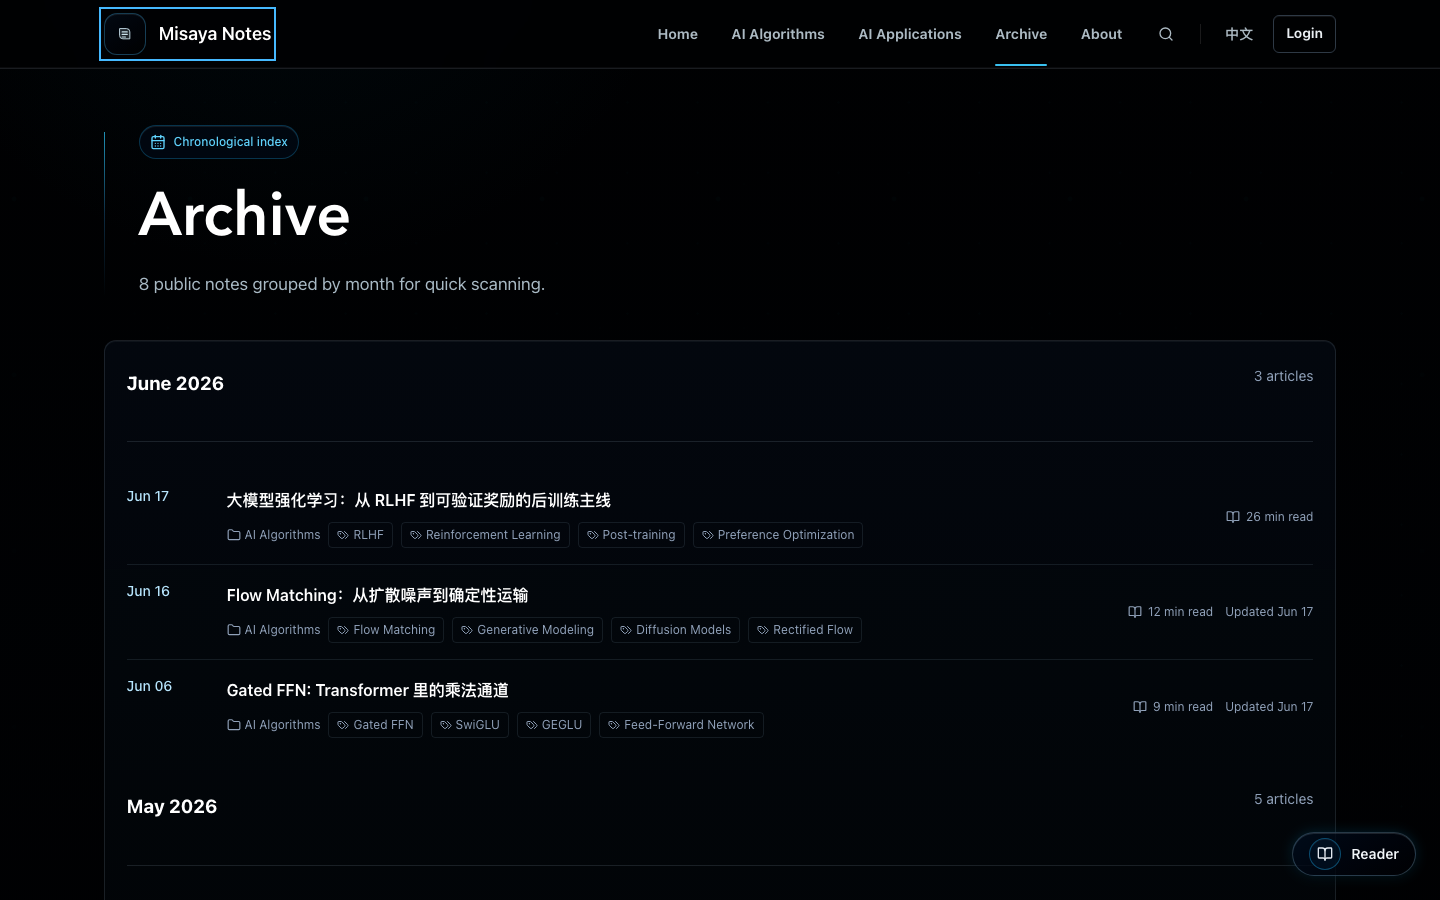 Misaya Notes
Home AI Algorithms AI Applications Archive About 中文 Login
Chronological index
Archive
8 public notes grouped by month for quick scanning.
June 2026 3 articles
Jun 17 大模型强化学习：从 RLHF 到可验证奖励的后训练主线
AI Algorithms RLHF Reinforcement Learning Post-training Preference Optimization 26 min read
Jun 16 Flow Matching：从扩散噪声到确定性运输
AI Algorithms Flow Matching Generative Modeling Diffusion Models Rectified Flow 12 min read Updated Jun 17
Jun 06 Gated FFN: Transformer 里的乘法通道
AI Algorithms Gated FFN SwiGLU GEGLU Feed-Forward Network 9 min read Updated Jun 17
May 2026 5 articles
Reader